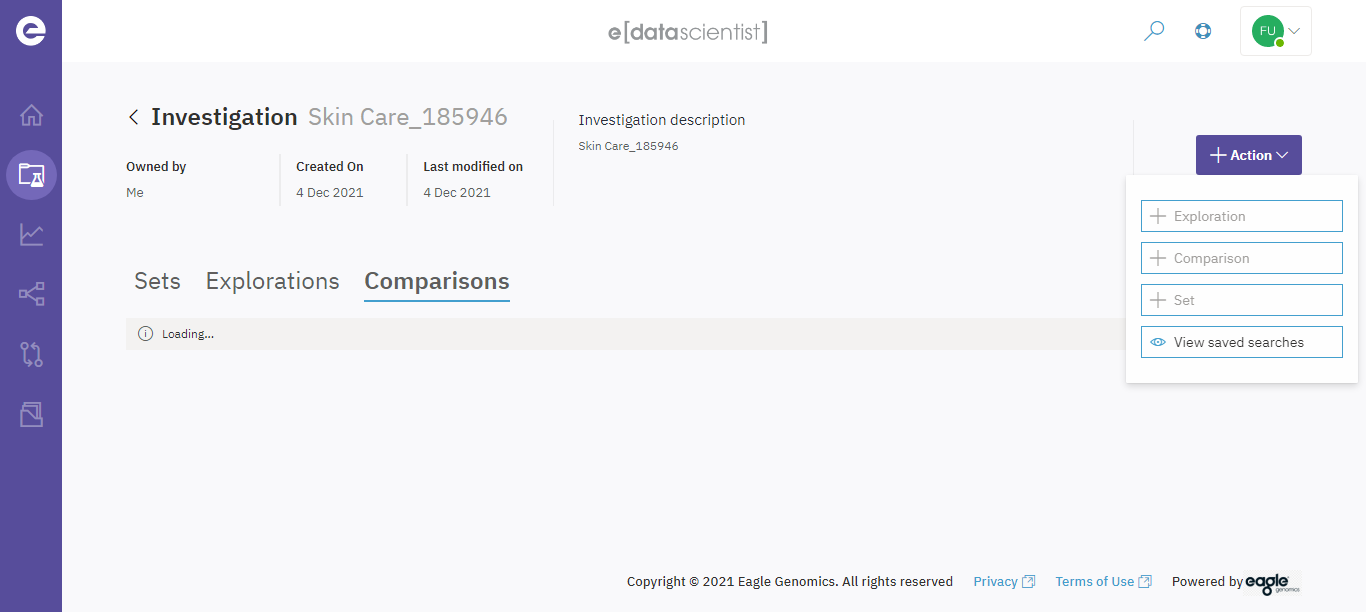 e[datascientist]
FU
Investigation Skin Care_185946
Investigation description
Skin Care_185946
Owned by
Me
Created On
4 Dec 2021
Last modified on
4 Dec 2021
Action
Exploration
Comparison
Set
View saved searches
Sets Explorations Comparisons
Loading...
Copyright © 2021 Eagle Genomics. All rights reserved Privacy Terms of Use Powered by eagle genomics